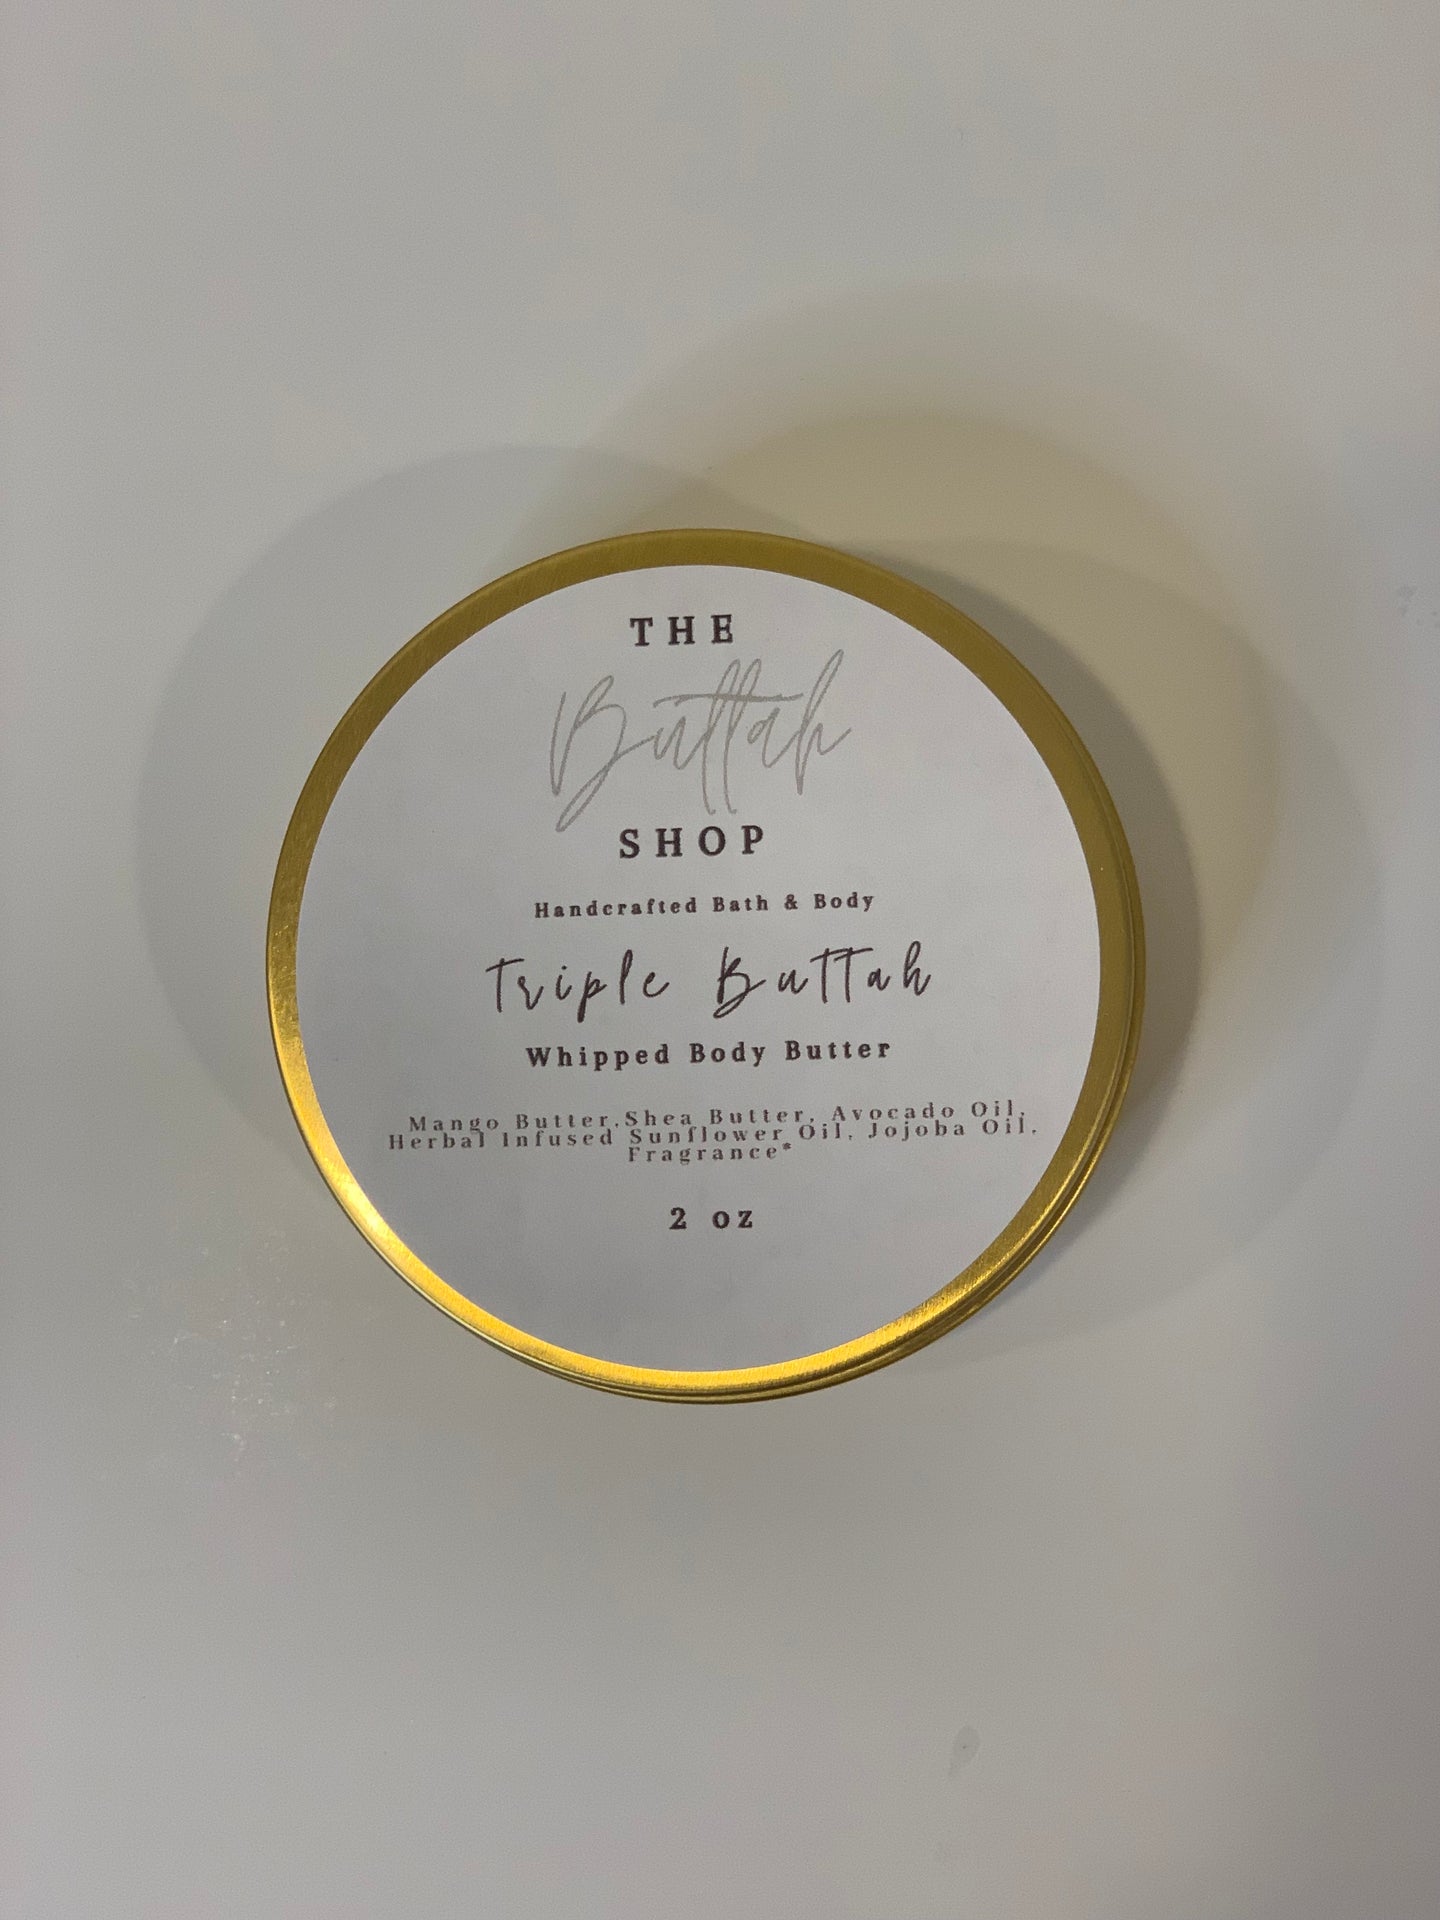 THE
Buttah
SHOP
Handcrafted Bath & Body
Triple Buttah
Whipped Body Butter
Mango Butter,Shea Butter, Avocado Oil,
Herbal Infused Sunflower Oil, Jojoba Oil,
Fragrance*
2 oz